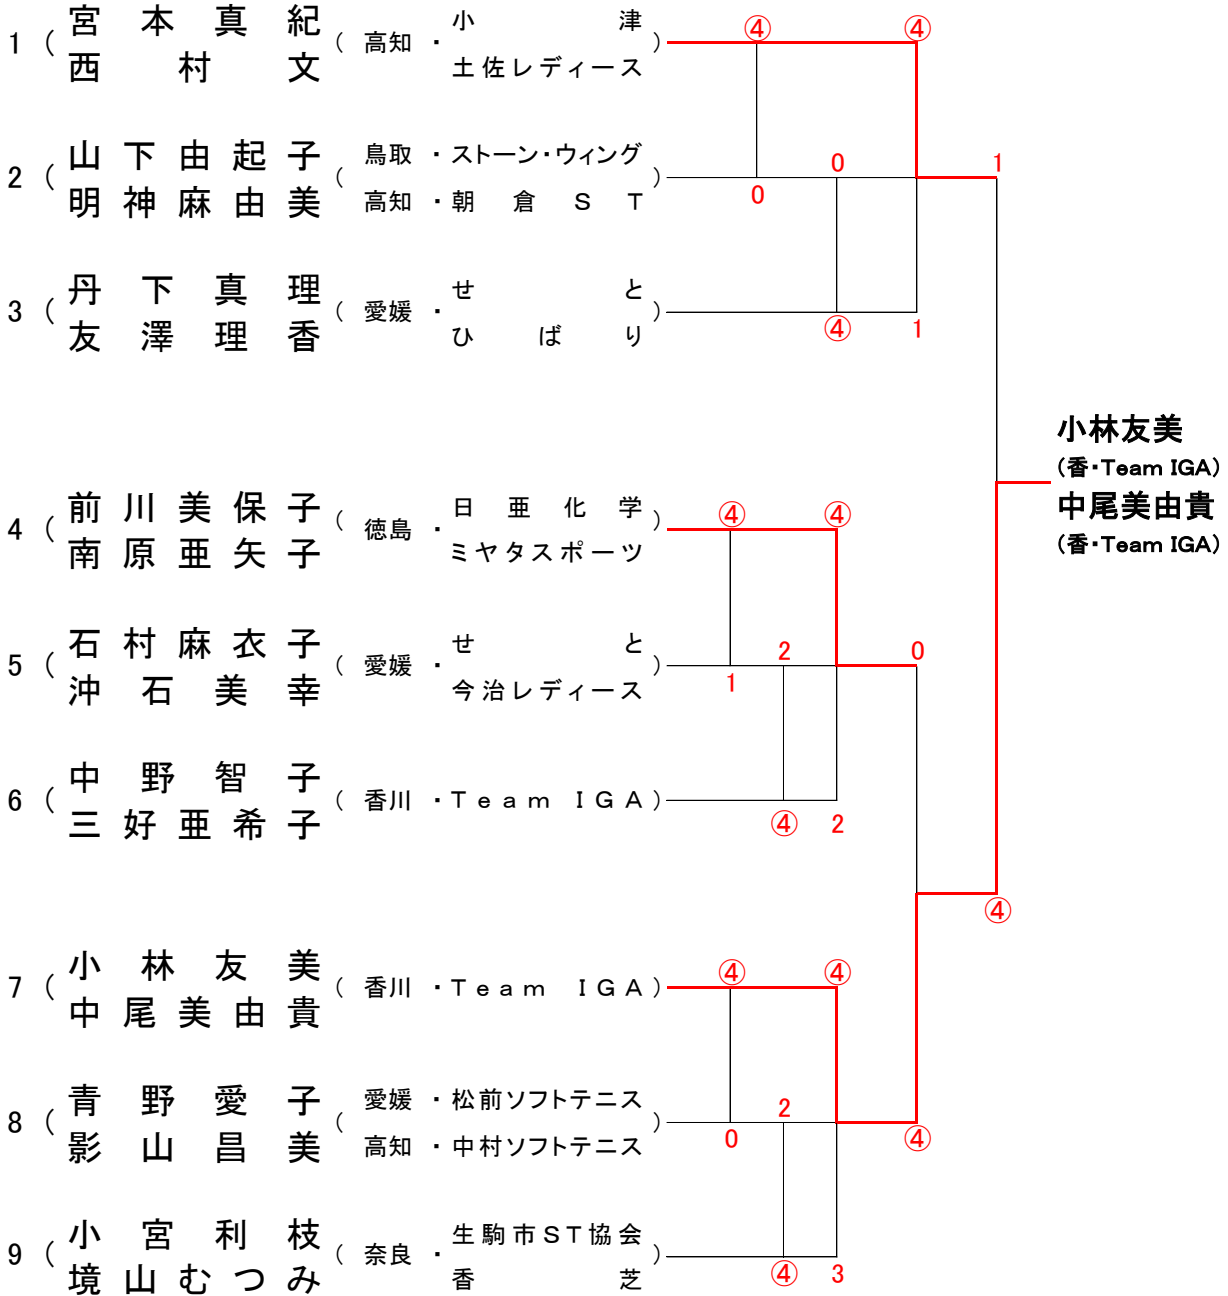 1 ( 宮本真紀 ( 高知 ・ 小津 ) ④ ④
西村文 土佐レディース
2 ( 山下由起子 ( 鳥取 ・ストーン・ウィング ) 0 0 1
明神麻由美 高知 ・朝倉ST
3 ( 丹下真理 ( 愛媛 ・ せと ) ④ 1
友澤理香 ひばり
小林友美
(香・Team IGA)
中尾美由貴
(香・Team IGA)
4 ( 前川美保子 ( 徳島 ・ 日亜化学 ) ④ ④
南原亜矢子 ミヤタスポーツ
5 ( 石村麻衣子 ( 愛媛 ・ せと ) 1 2 0
沖石美幸 今治レディース
6 ( 中野智子 ( 香川 ・Team IGA ) ④ 2
三好亜希子
④
7 ( 小林友美 ( 香川 ・Team IGA ) ④ ④
中尾美由貴
8 ( 青野愛子 ( 愛媛 ・松前ソフトテニス ) 0 2 ④
影山昌美 高知 ・中村ソフトテニス
9 ( 小宮利枝 ( 奈良 ・ 生駒市ST協会 ) ④ 3
境山むつみ 香芝